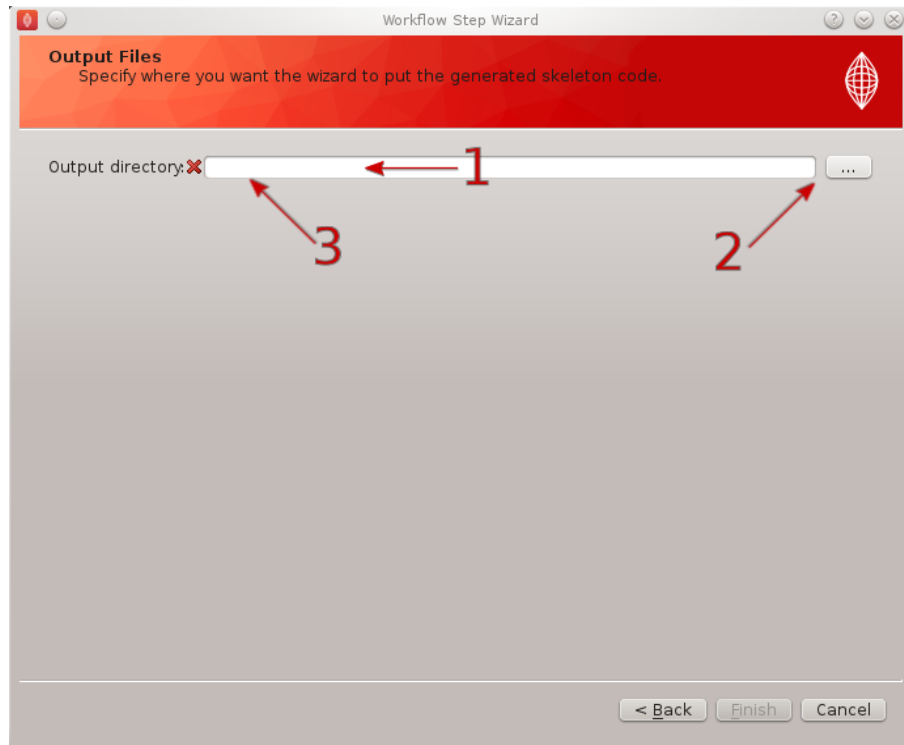 Workflow Step Wizard
Output Files
Specify where you want the wizard to put the generated skeleton code.
Output directory:
...
1
3
2
< Back
Finish
Cancel